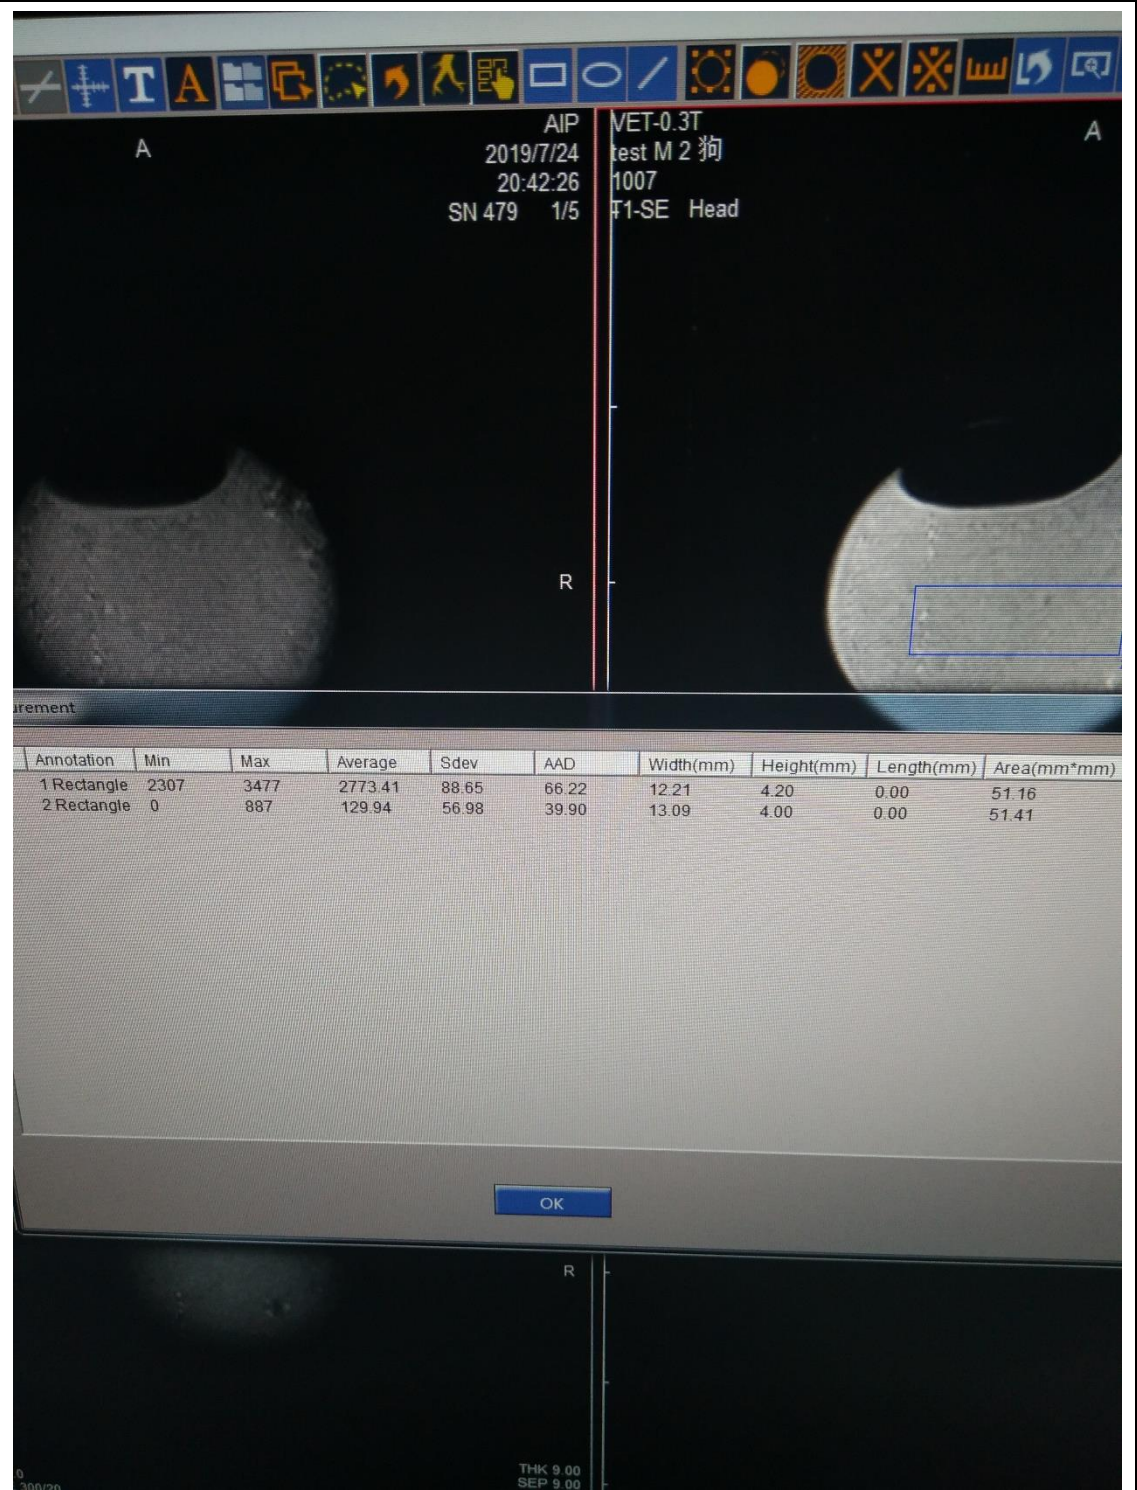 T A
A
AIP
2019/7/24
20:42:26
SN 479 1/5
R
VET-0.3T
test M 2 狗
1007
T1-SE Head
A
urement
Annotation Min Max Average Sdev AAD Width(mm) Height(mm) Length(mm) Area(mm*mm)
1 Rectangle 2307 3477 2773.41 88.65 66.22 12.21 4.20 0.00 51.16
2 Rectangle 0 887 129.94 56.98 39.90 13.09 4.00 0.00 51.41
OK
R
.0
300/20
THK 9.00
SEP 9.00